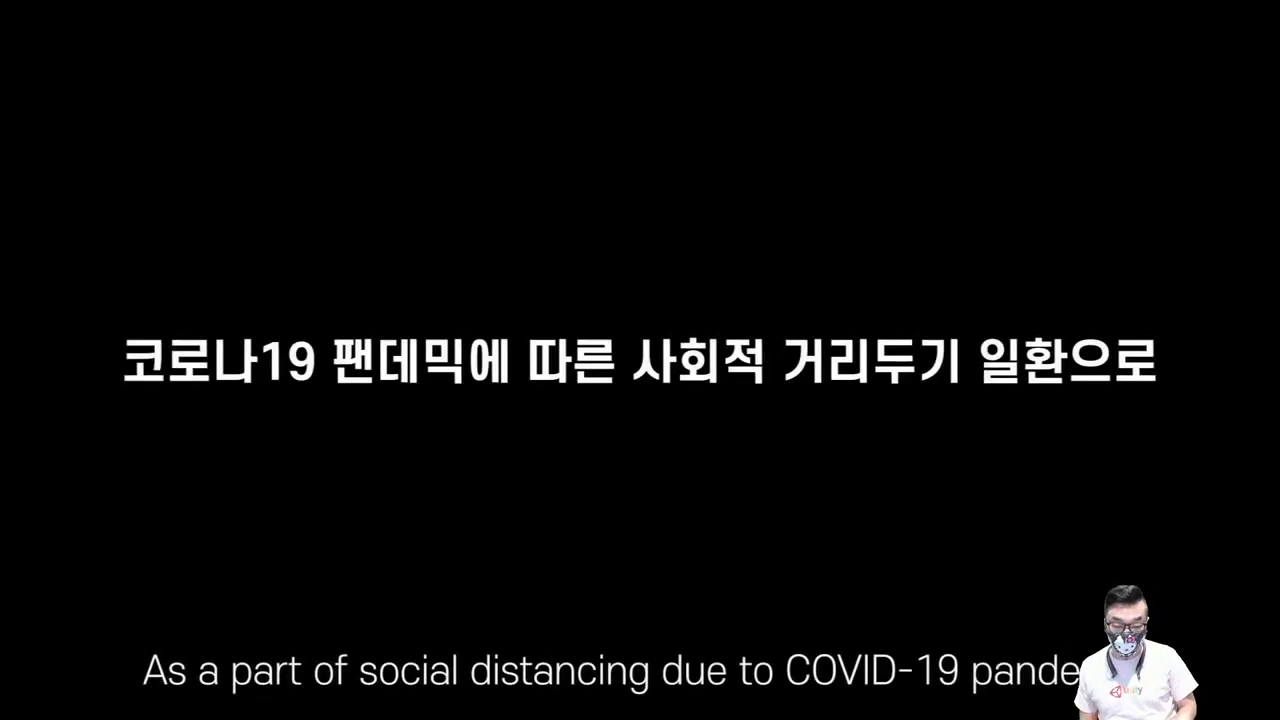 코로나19 팬데믹에 따른 사회적 거리두기 일환으로
As a part of social distancing due to COVID-19